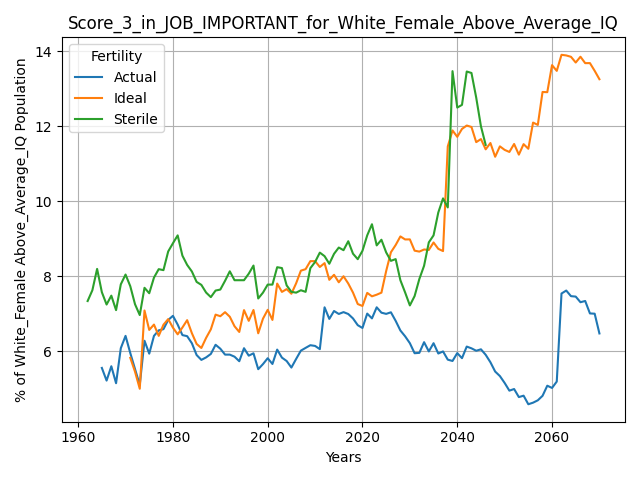 Score_3_in_JOB_IMPORTANT_for_White_Female_Above_Average_IQ
% of White_Female Above_Average_IQ Population
14
12
10
8
6
Fertility
Actual
Ideal
Sterile
1960
1980
2000
2020
2040
2060
Years